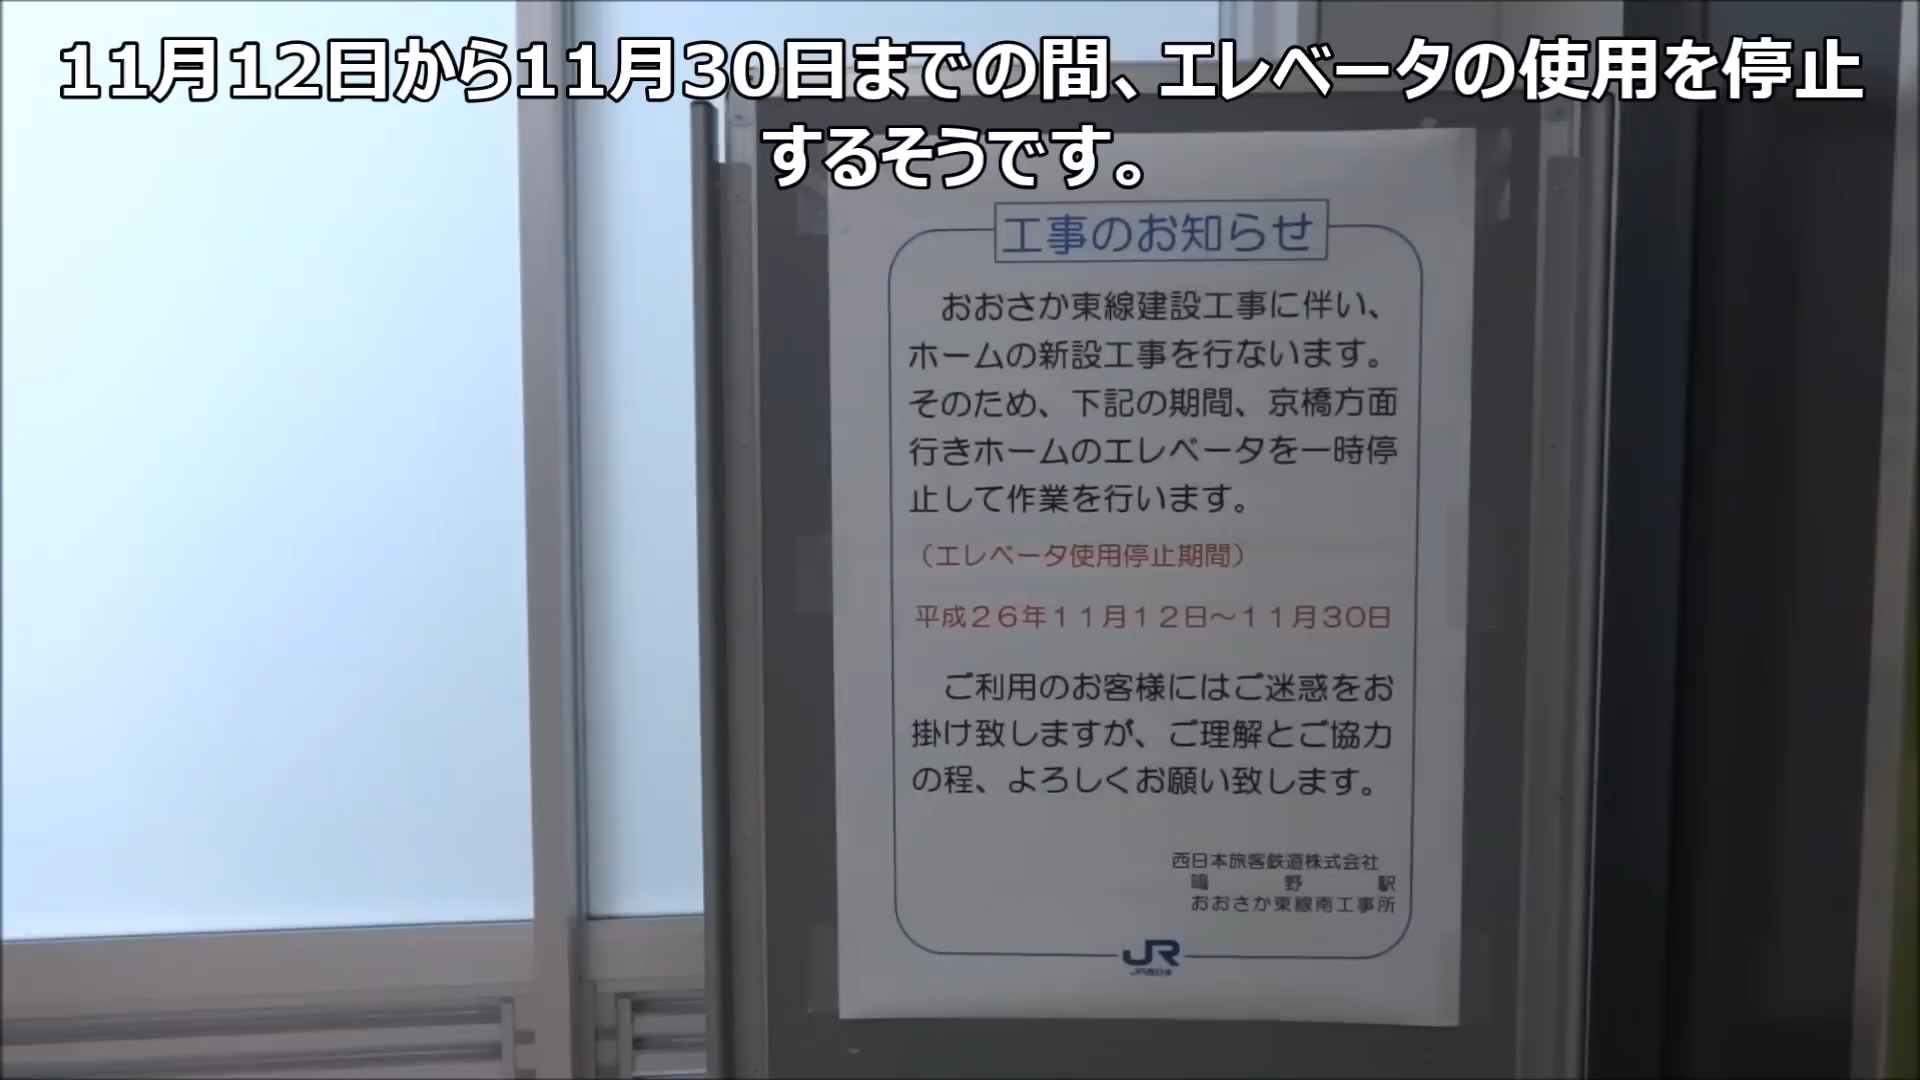 11月12日から11月30日までの間、エレベータの使用を停止
するそうです。
工事のお知らせ
おおさか東線建設工事に伴い、
ホームの新設工事を行ないます。
そのため、下記の期間、京橋方面
行きホームのエレベータを一時停
止して作業を行います。
（エレベータ使用停止期間）
平成２６年１１月１２日～１１月３０日
ご利用のお客様にはご迷惑をお
掛け致しますが、ご理解とご協力
の程、よろしくお願い致します。
西日本旅客鉄道株式会社
鴫野駅
おおさか東線南工事所
JR
JR西日本